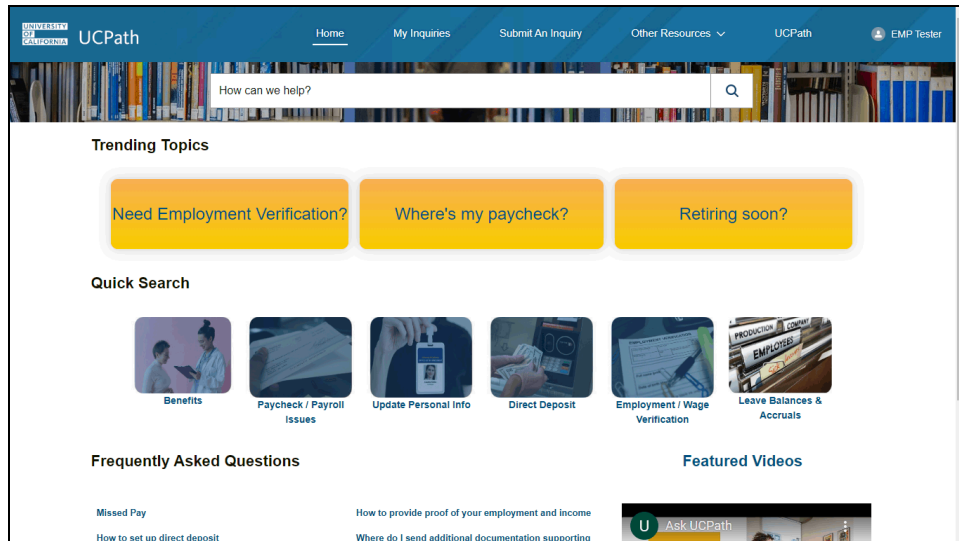 UNIVERSITY
OF
CALIFORNIA
UCPath
Home
My Inquiries
Submit An Inquiry
Other Resources
UCPath
EMP Tester
How can we help?
Trending Topics
Need Employment Verification?
Where's my paycheck?
Retiring soon?
Quick Search
PRODUCTION
COMPANY
EMPLOYEES
Benefits
Paycheck / Payroll
Issues
Update Personal Info
Direct Deposit
Employment / Wage
Verification
Leave Balances &
Accruals
Frequently Asked Questions
Featured Videos
Missed Pay
How to provide proof of your employment and income
How to set up direct deposit
Where do I send additional documentation supporting
U
Ask UCPath